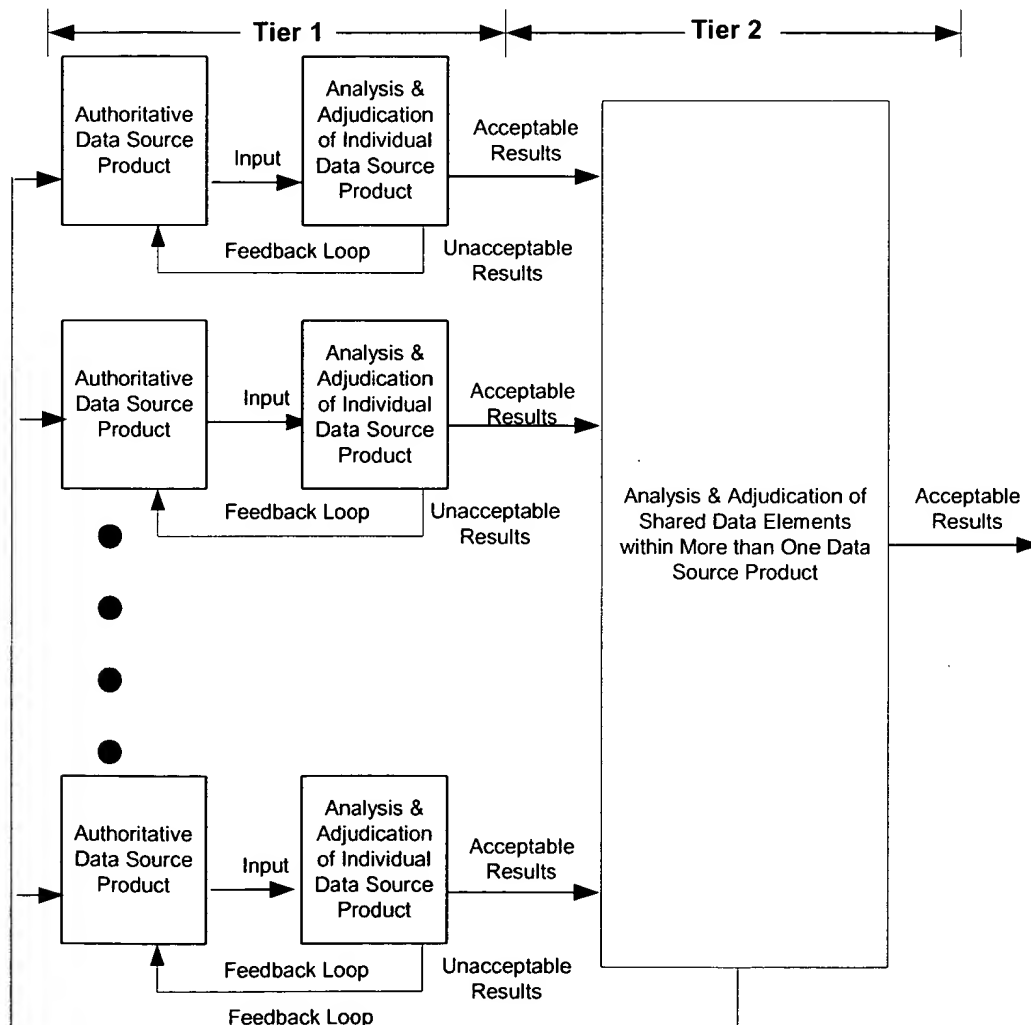 Tier 1
Tier 2
Authoritative
Data Source
Product
Input
Analysis &
Adjudication
of Individual
Data Source
Product
Acceptable
Results
Feedback Loop
Unacceptable
Results
Authoritative
Data Source
Product
Input
Analysis &
Adjudication
of Individual
Data Source
Product
Acceptable
Results
Feedback Loop
Unacceptable
Results
Analysis & Adjudication of
Shared Data Elements
within More than One Data
Source Product
Acceptable
Results
Authoritative
Data Source
Product
Input
Analysis &
Adjudication
of Individual
Data Source
Product
Acceptable
Results
Feedback Loop
Unacceptable
Results
Feedback Loop